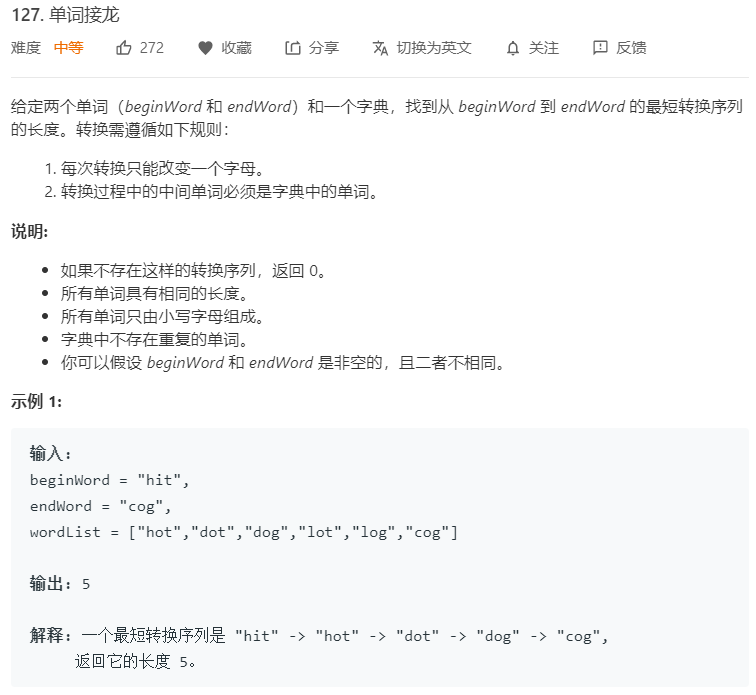 127. 单词接龙
难度 中等 272 收藏 分享 切换为英文 关注 反馈
给定两个单词（beginWord 和 endWord）和一个字典，找到从 beginWord 到 endWord 的最短转换序列
的长度。转换需遵循如下规则：
1. 每次转换只能改变一个字母。
2. 转换过程中的中间单词必须是字典中的单词。
说明:
• 如果不存在这样的转换序列，返回 0。
• 所有单词具有相同的长度。
• 所有单词只由小写字母组成。
• 字典中不存在重复的单词。
• 你可以假设 beginWord 和 endWord 是非空的，且二者不相同。
示例 1:
输入:
beginWord = "hit",
endWord = "cog",
wordList = ["hot","dot","dog","lot","log","cog"]
输出: 5
解释: 一个最短转换序列是 "hit" -> "hot" -> "dot" -> "dog" -> "cog",
返回它的长度 5。